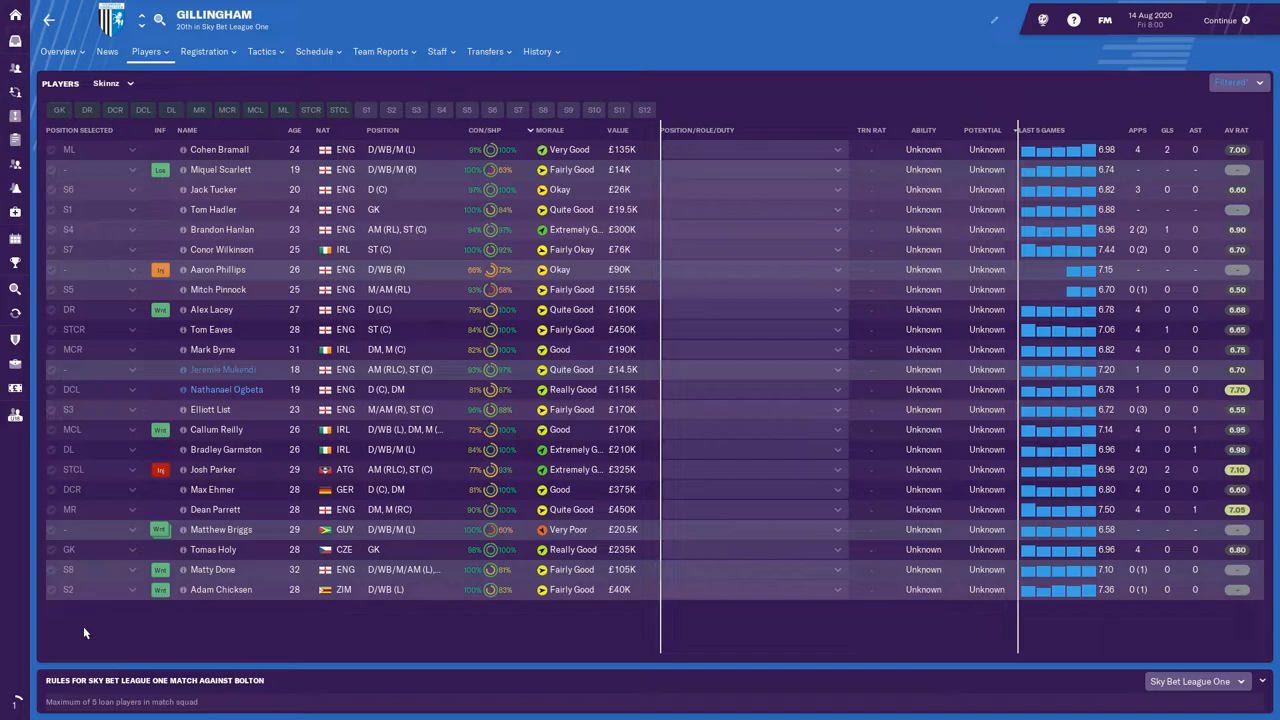 GILLINGHAM
20th in Sky Bet League One
FM
14 Aug 2020
Fri 8:00
Continue
Overview News Players Registration Tactics Schedule Team Reports Staff Transfers History
PLAYERS Skinnz Filtered*
GK DR DCR DCL DL MR MCR MCL ML STCR STCL S1 S2 S3 S4 S5 S6 S7 S8 S9 S10 S11 S12
POSITION SELECTED INF NAME AGE NAT POSITION CON/SHP MORALE VALUE POSITION/ROLE/DUTY TRN RAT ABILITY POTENTIAL LAST 5 GAMES APPS GLS AST AV RAT
ML Cohen Bramall 24 ENG D/WB/M (L) 91% 100% Very Good £135K - Unknown Unknown 6.98 4 2 0 7.00
- Loa Miquel Scarlett 19 ENG D/WB/M (R) 100% 63% Fairly Good £14K - Unknown Unknown 6.74 - - - -
S6 Jack Tucker 20 ENG D (C) 97% 100% Okay £26K - Unknown Unknown 6.82 3 0 0 6.60
S1 Tom Hadler 24 ENG GK 100% 84% Quite Good £19.5K - Unknown Unknown 6.88 - - - -
S4 Brandon Hanlan 23 ENG AM (RL), ST (C) 94% 97% Extremely G... £300K - Unknown Unknown 6.96 2 (2) 1 0 6.90
S7 Conor Wilkinson 25 IRL ST (C) 100% 92% Fairly Okay £76K - Unknown Unknown 7.44 0 (2) 0 0 6.70
- Inj Aaron Phillips 26 ENG D/WB (R) 66% 72% Okay £90K - Unknown Unknown 7.15 - - - -
S5 Mitch Pinnock 25 ENG M/AM (RL) 93% 58% Fairly Good £155K - Unknown Unknown 6.70 0 (1) 0 0 6.50
DR Wnt Alex Lacey 27 ENG D (LC) 79% 100% Quite Good £160K - Unknown Unknown 6.78 4 0 0 6.68
STCR Tom Eaves 28 ENG ST (C) 84% 100% Fairly Good £450K - Unknown Unknown 7.06 4 1 0 6.65
MCR Mark Byrne 31 IRL DM, M (C) 82% 100% Good £190K - Unknown Unknown 6.82 4 0 0 6.75
- Jeremie Mukendi 18 ENG AM (RLC), ST (C) 93% 97% Quite Good £14.5K - Unknown Unknown 7.20 1 0 0 6.70
DCL Nathanael Ogbeta 19 ENG D (C), DM 81% 87% Really Good £115K - Unknown Unknown 6.78 1 0 0 7.70
S3 Elliott List 23 ENG M/AM (R), ST (C) 96% 88% Fairly Good £170K - Unknown Unknown 6.72 0 (3) 0 0 6.55
MCL Wnt Callum Reilly 26 IRL D/WB (L), DM, M (... 72% 100% Good £170K - Unknown Unknown 7.14 4 0 1 6.95
DL Bradley Garmston 26 IRL D/WB/M (L) 84% 100% Extremely G... £210K - Unknown Unknown 6.96 4 0 1 6.98
STCL Inj Josh Parker 29 ATG AM (RLC), ST (C) 77% 93% Extremely G... £325K - Unknown Unknown 6.96 2 (2) 2 0 7.10
DCR Max Ehmer 28 GER D (C), DM 81% 100% Good £375K - Unknown Unknown 6.80 4 0 0 6.60
MR Dean Parrett 28 ENG DM, M (RC) 90% 100% Quite Good £450K - Unknown Unknown 7.50 4 0 1 7.05
- Wnt Matthew Briggs 29 GUY D/WB/M (L) 100% 60% Very Poor £20.5K - Unknown Unknown 6.58 - - - -
GK Tomas Holy 28 CZE GK 98% 100% Really Good £235K - Unknown Unknown 6.96 4 0 0 6.80
S8 Wnt Matty Done 32 ENG D/WB/M/AM (L),... 100% 81% Fairly Good £105K - Unknown Unknown 7.10 0 (1) 0 0 -
S2 Wnt Adam Chicksen 28 ZIM D/WB (L) 100% 83% Fairly Good £40K - Unknown Unknown 7.36 0 (1) 0 0 -
RULES FOR SKY BET LEAGUE ONE MATCH AGAINST BOLTON Sky Bet League One
Maximum of 5 loan players in match squad
U18
1